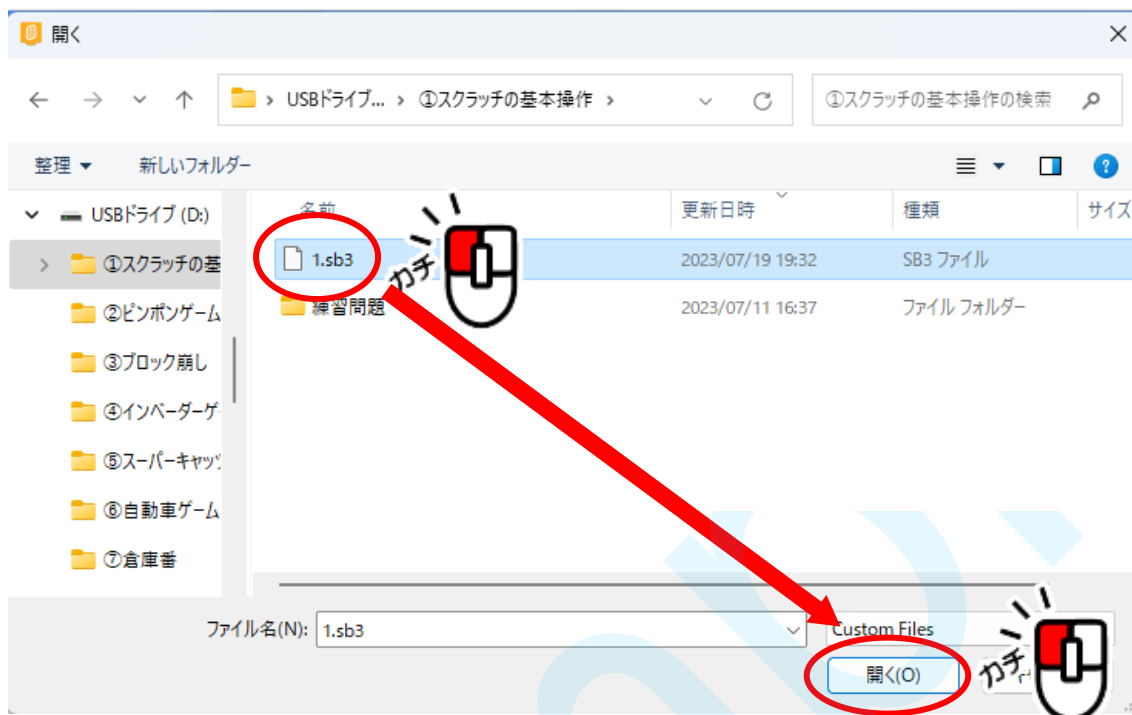 開く
USBドライブ... › ①スクラッチの基本操作 ›
①スクラッチの基本操作の検索
整理 新しいフォルダー
USBドライブ (D:)
名前 更新日時 種類 サイズ
①スクラッチの基
1.sb3 2023/07/19 19:32 SB3 ファイル
カチ
②ピンポンゲーム
練習問題 2023/07/11 16:37 ファイル フォルダー
③ブロック崩し
④インベーダーゲ
⑤スーパーキャッ
⑥自動車ゲーム
⑦倉庫番
ファイル名(N): 1.sb3 Custom Files
開く(O)
カチ